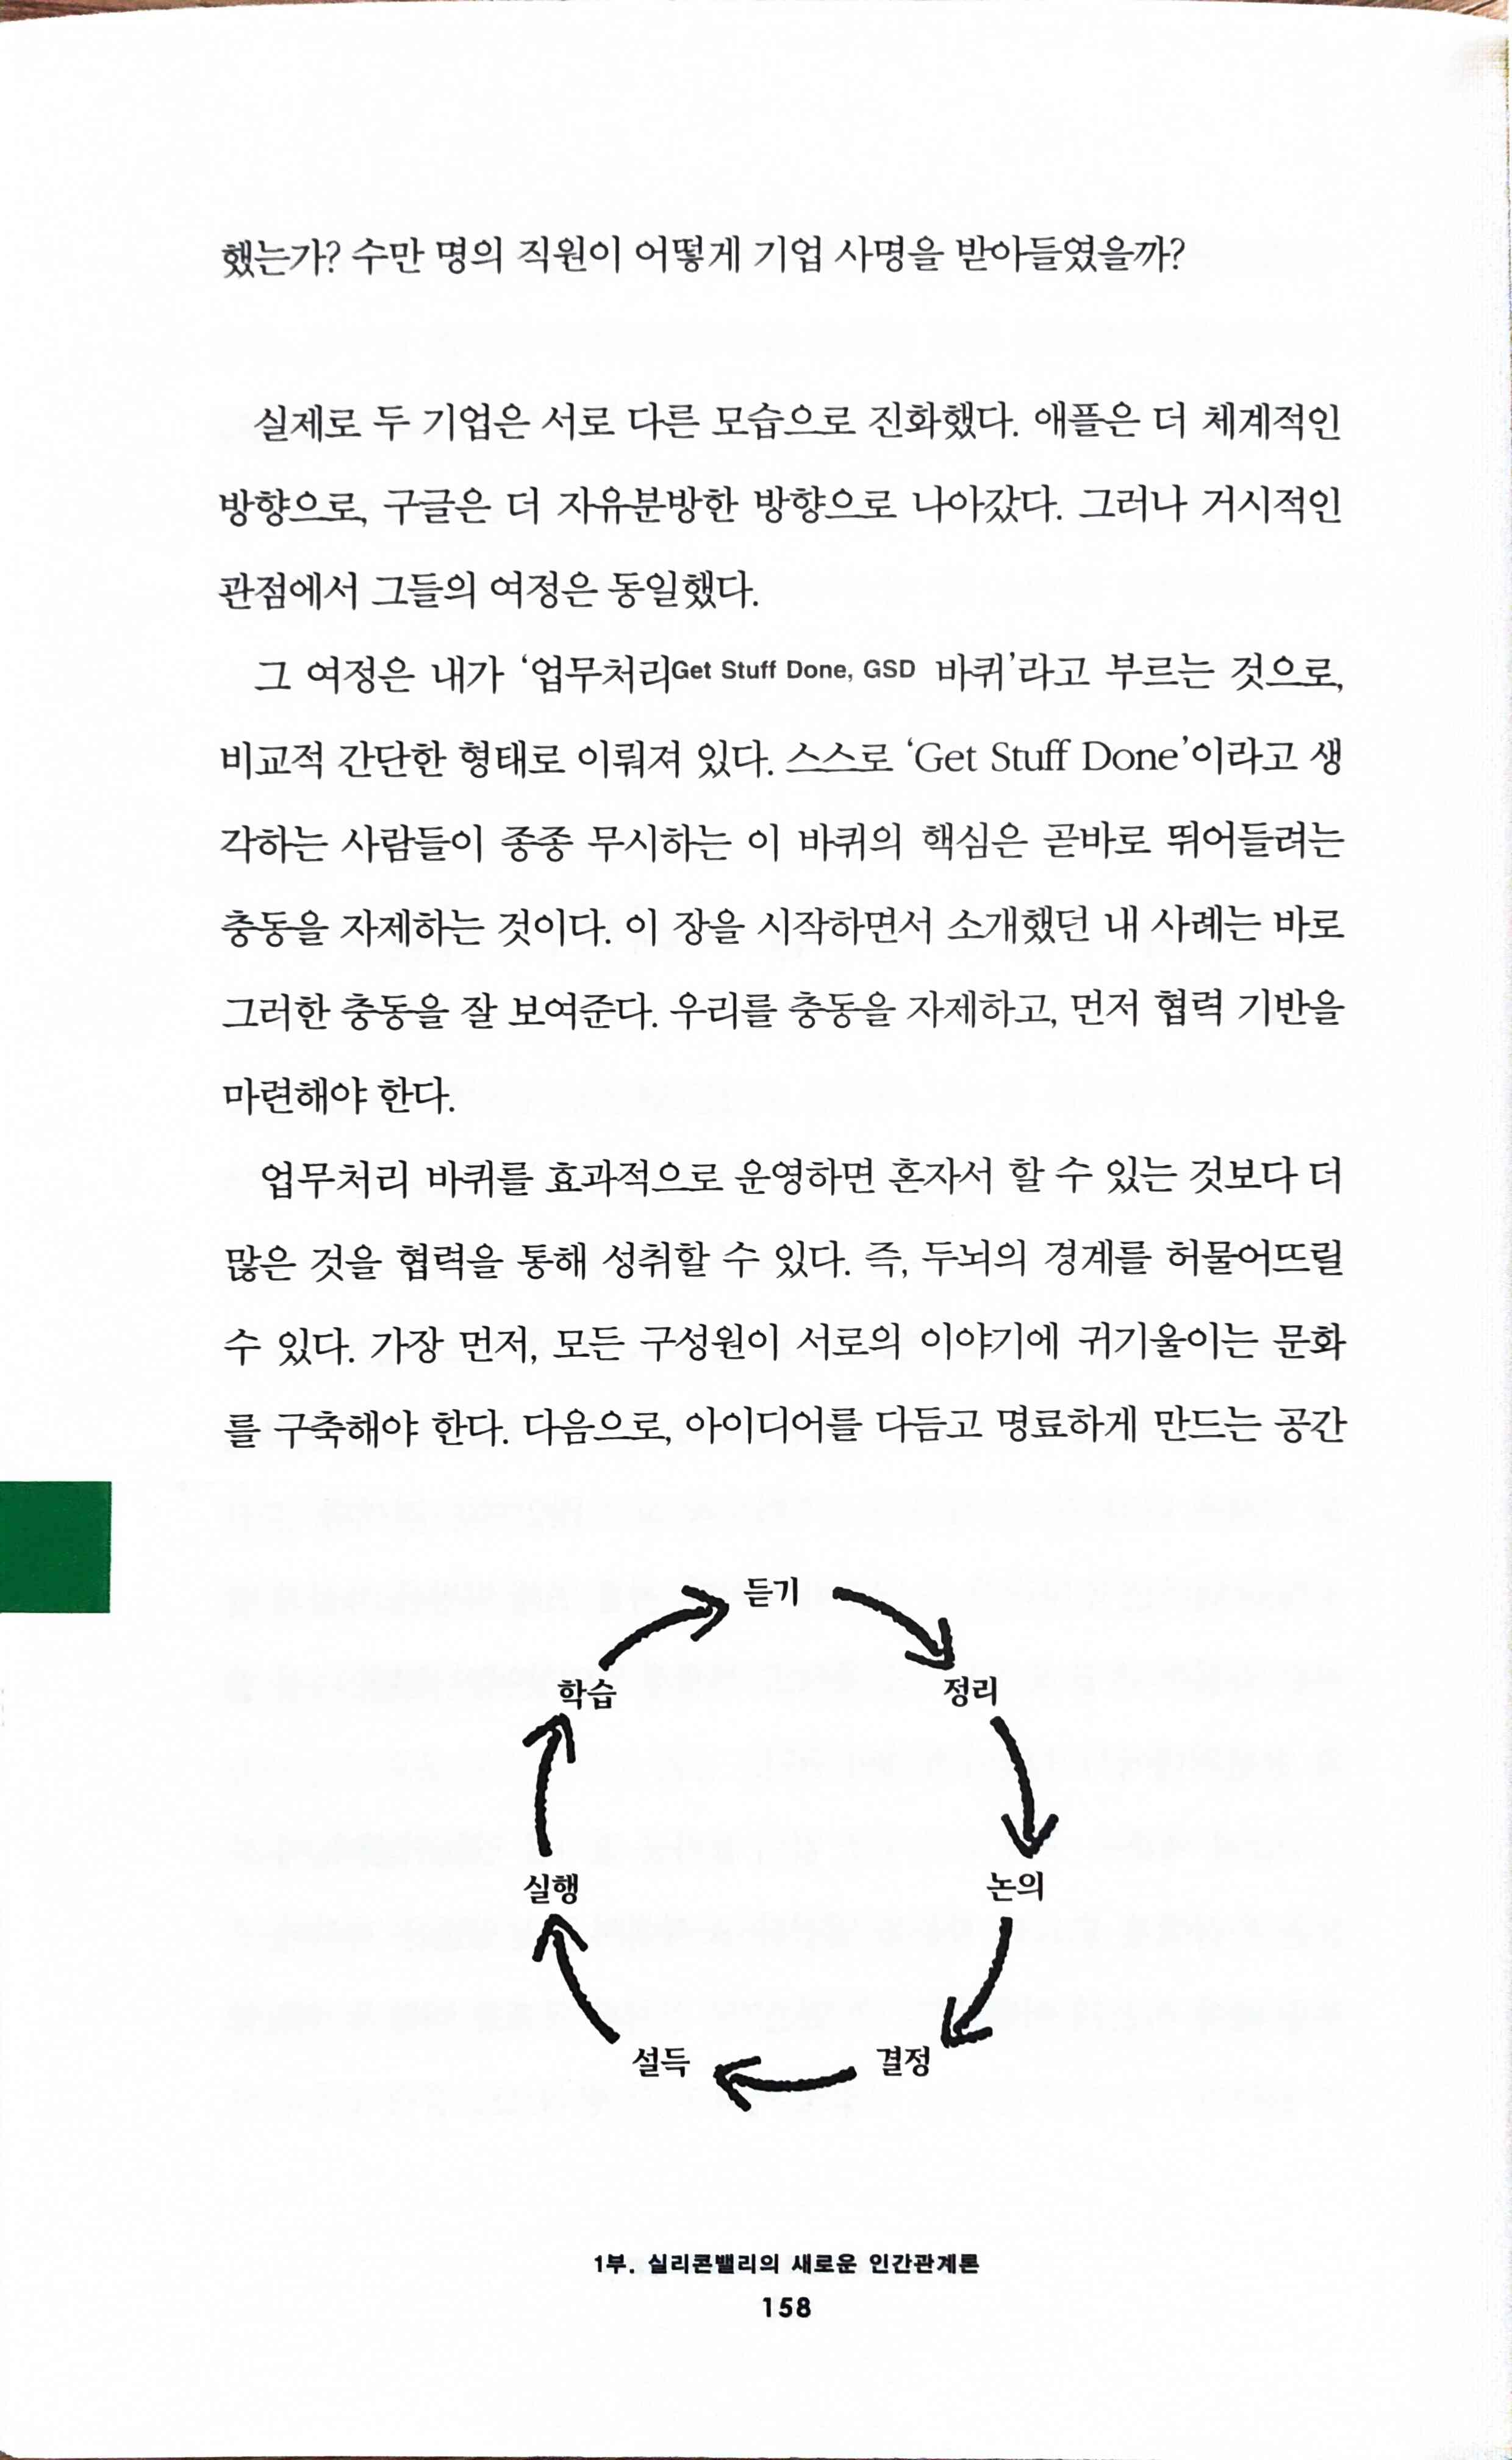 했는가? 수만 명의 직원이 어떻게 기업 사명을 받아들였을까?
실제로 두 기업은 서로 다른 모습으로 진화했다. 애플은 더 체계적인
방향으로, 구글은 더 자유분방한 방향으로 나아갔다. 그러나 거시적인
관점에서 그들의 여정은 동일했다.
그 여정은 내가 ‘업무처리Get Stuff Done, GSD 바퀴’라고 부르는 것으로,
비교적 간단한 형태로 이뤄져 있다. 스스로 ‘Get Stuff Done’이라고 생
각하는 사람들이 종종 무시하는 이 바퀴의 핵심은 곧바로 뛰어들려는
충동을 자제하는 것이다. 이 장을 시작하면서 소개했던 내 사례는 바로
그러한 충동을 잘 보여준다. 우리를 충동을 자제하고, 먼저 협력 기반을
마련해야 한다.
업무처리 바퀴를 효과적으로 운영하면 혼자서 할 수 있는 것보다 더
많은 것을 협력을 통해 성취할 수 있다. 즉, 두뇌의 경계를 허물어뜨릴
수 있다. 가장 먼저, 모든 구성원이 서로의 이야기에 귀기울이는 문화
를 구축해야 한다. 다음으로, 아이디어를 다듬고 명료하게 만드는 공간
듣기
정리
논의
결정
설득
실행
학습
1부. 실리콘밸리의 새로운 인간관계론
158